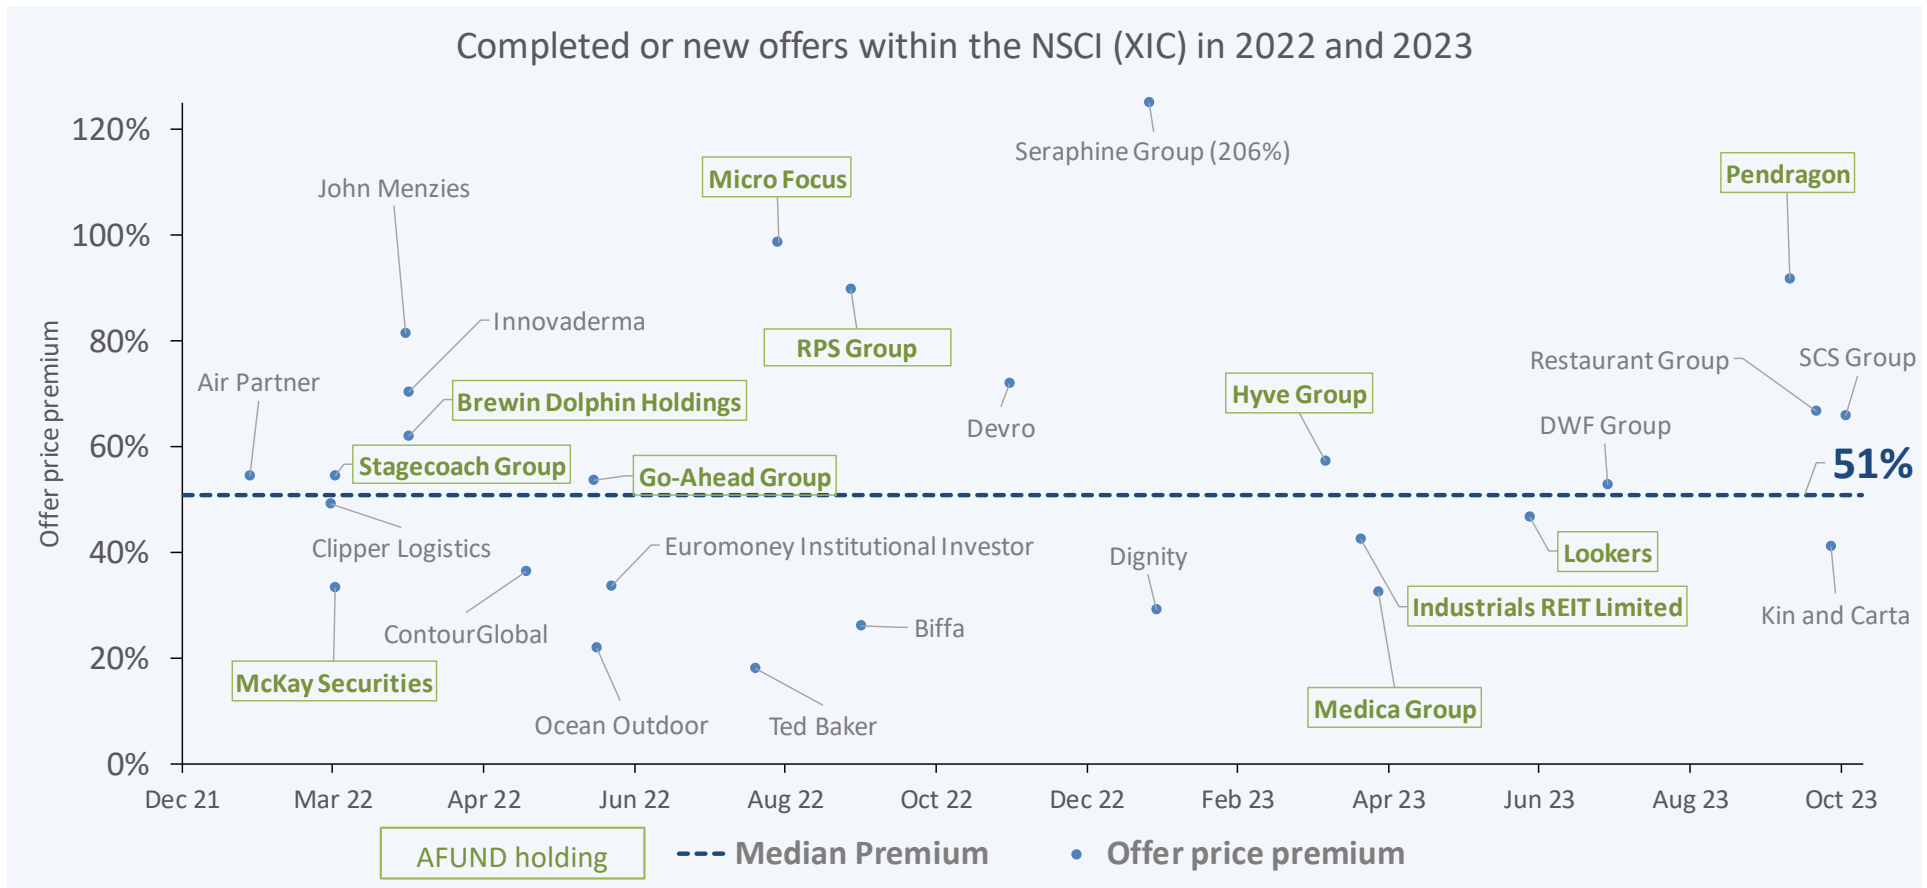 Completed or new offers within the NSCI (XIC) in 2022 and 2023
120%
100%
80%
60%
40%
20%
0%
Offer price premium
Seraphine Group (206%)
Micro Focus
Pendragon
John Menzies
Innovaderma
RPS Group
Restaurant Group
SCS Group
Air Partner
Brewin Dolphin Holdings
Hyve Group
Devro
DWF Group
Stagecoach Group
Go-Ahead Group
51%
Clipper Logistics
Euromoney Institutional Investor
Dignity
Lookers
ContourGlobal
Biffa
Industrials REIT Limited
Kin and Carta
McKay Securities
Ocean Outdoor
Ted Baker
Medica Group
Dec 21
Mar 22
Apr 22
Jun 22
Aug 22
Oct 22
Dec 22
Feb 23
Apr 23
Jun 23
Aug 23
Oct 23
AFUND holding
Median Premium
Offer price premium